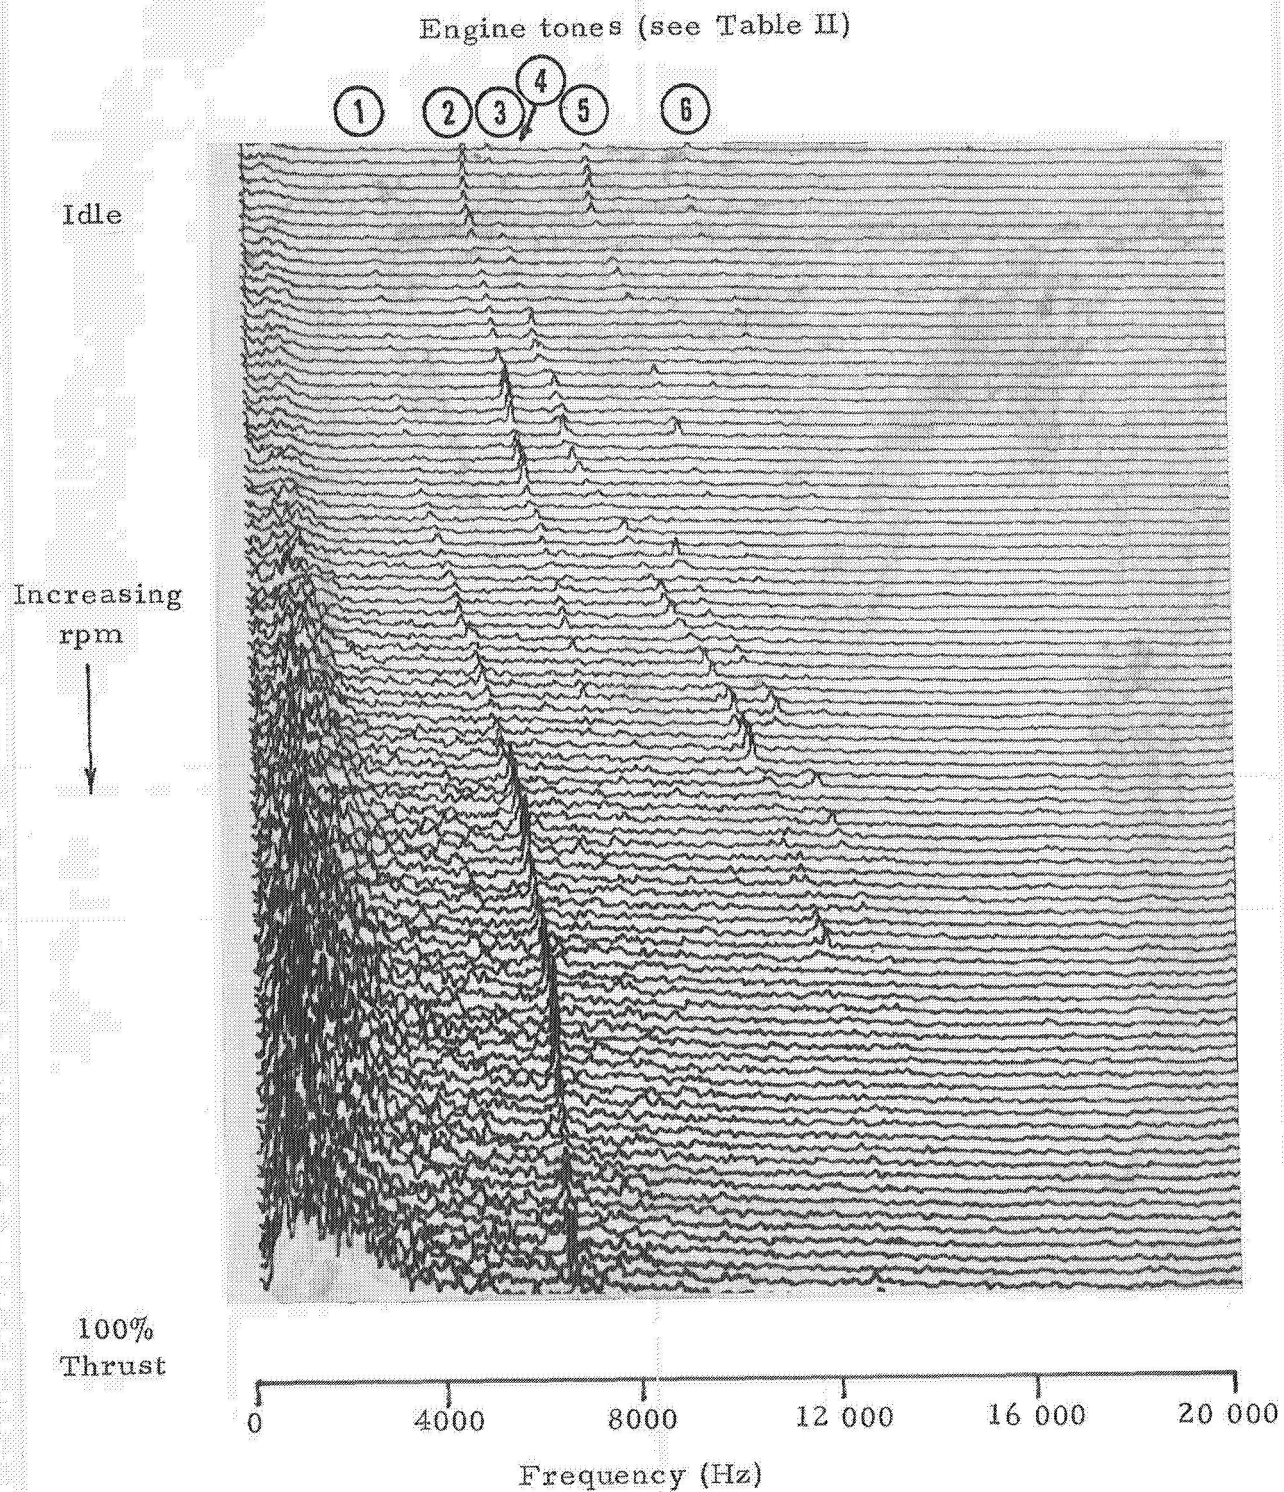 Engine tones (see Table II)
4
1 2 3 5 6
Idle
Increasing
rpm
100%
Thrust
0 4000 8000 12 000 16 000 20 000
Frequency (Hz)